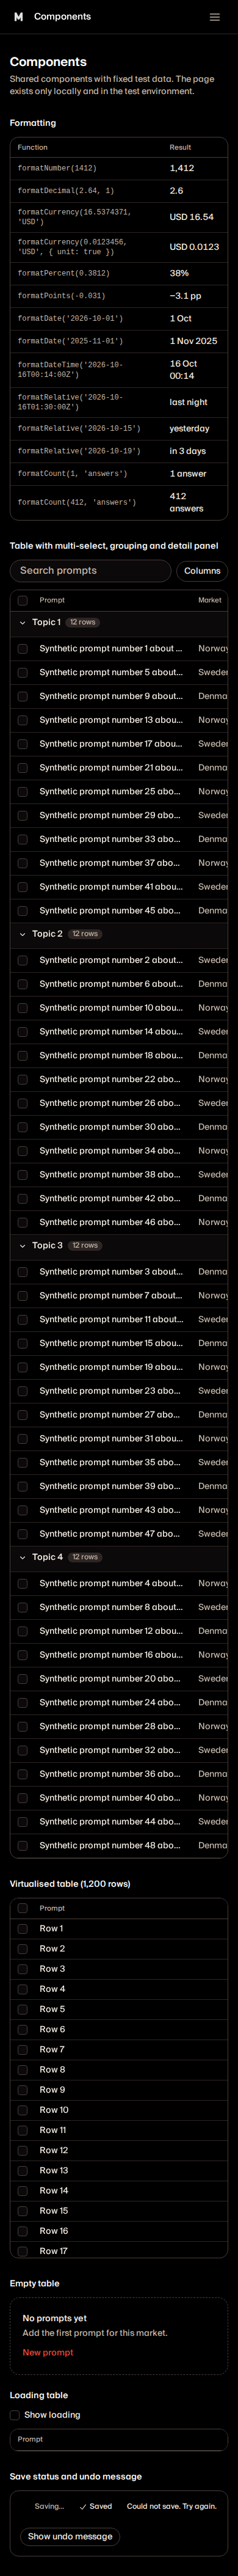 M Components
Components
Shared components with fixed test data. The page
exists only locally and in the test environment.
Formatting
Function Result
formatNumber(1412) 1,412
formatDecimal(2.64, 1) 2.6
formatCurrency(16.5374371,
'USD') USD 16.54
formatCurrency(0.0123456,
'USD', { unit: true }) USD 0.0123
formatPercent(0.3812) 38%
formatPoints(-0.031) −3.1 pp
formatDate('2026-10-01') 1 Oct
formatDate('2025-11-01') 1 Nov 2025
formatDateTime('2026-10-
16T00:14:00Z') 16 Oct
00:14
formatRelative('2026-10-
16T01:30:00Z') last night
formatRelative('2026-10-15') yesterday
formatRelative('2026-10-19') in 3 days
formatCount(1, 'answers') 1 answer
formatCount(412, 'answers') 412
answers
Table with multi-select, grouping and detail panel
Search prompts Columns
Prompt Market
Topic 1 12 rows
Synthetic prompt number 1 about ... Norway
Synthetic prompt number 5 about... Sweden
Synthetic prompt number 9 about... Denma
Synthetic prompt number 13 abou... Norway
Synthetic prompt number 17 abou... Sweden
Synthetic prompt number 21 abou... Denma
Synthetic prompt number 25 abo... Norway
Synthetic prompt number 29 abo... Sweden
Synthetic prompt number 33 abo... Denma
Synthetic prompt number 37 abo... Norway
Synthetic prompt number 41 abou... Sweden
Synthetic prompt number 45 abo... Denma
Topic 2 12 rows
Synthetic prompt number 2 about... Sweden
Synthetic prompt number 6 about... Denma
Synthetic prompt number 10 abou... Norway
Synthetic prompt number 14 abou... Sweden
Synthetic prompt number 18 abou... Denma
Synthetic prompt number 22 abo... Norway
Synthetic prompt number 26 abo... Sweden
Synthetic prompt number 30 abo... Denma
Synthetic prompt number 34 abo... Norway
Synthetic prompt number 38 abo... Sweden
Synthetic prompt number 42 abo... Denma
Synthetic prompt number 46 abo... Norway
Topic 3 12 rows
Synthetic prompt number 3 about... Denma
Synthetic prompt number 7 about... Norway
Synthetic prompt number 11 about... Sweden
Synthetic prompt number 15 abou... Denma
Synthetic prompt number 19 abou... Norway
Synthetic prompt number 23 abo... Sweden
Synthetic prompt number 27 abo... Denma
Synthetic prompt number 31 abou... Norway
Synthetic prompt number 35 abo... Sweden
Synthetic prompt number 39 abo... Denma
Synthetic prompt number 43 abo... Norway
Synthetic prompt number 47 abo... Sweden
Topic 4 12 rows
Synthetic prompt number 4 about... Norway
Synthetic prompt number 8 about... Sweden
Synthetic prompt number 12 abou... Denma
Synthetic prompt number 16 abou... Norway
Synthetic prompt number 20 abo... Sweden
Synthetic prompt number 24 abo... Denma
Synthetic prompt number 28 abo... Norway
Synthetic prompt number 32 abo... Sweden
Synthetic prompt number 36 abo... Denma
Synthetic prompt number 40 abo... Norway
Synthetic prompt number 44 abo... Sweden
Synthetic prompt number 48 abo... Denma
Virtualised table (1,200 rows)
Prompt
Row 1
Row 2
Row 3
Row 4
Row 5
Row 6
Row 7
Row 8
Row 9
Row 10
Row 11
Row 12
Row 13
Row 14
Row 15
Row 16
Row 17
Empty table
No prompts yet
Add the first prompt for this market.
New prompt
Loading table
Show loading
Prompt
Save status and undo message
Saving... Saved Could not save. Try again.
Show undo message